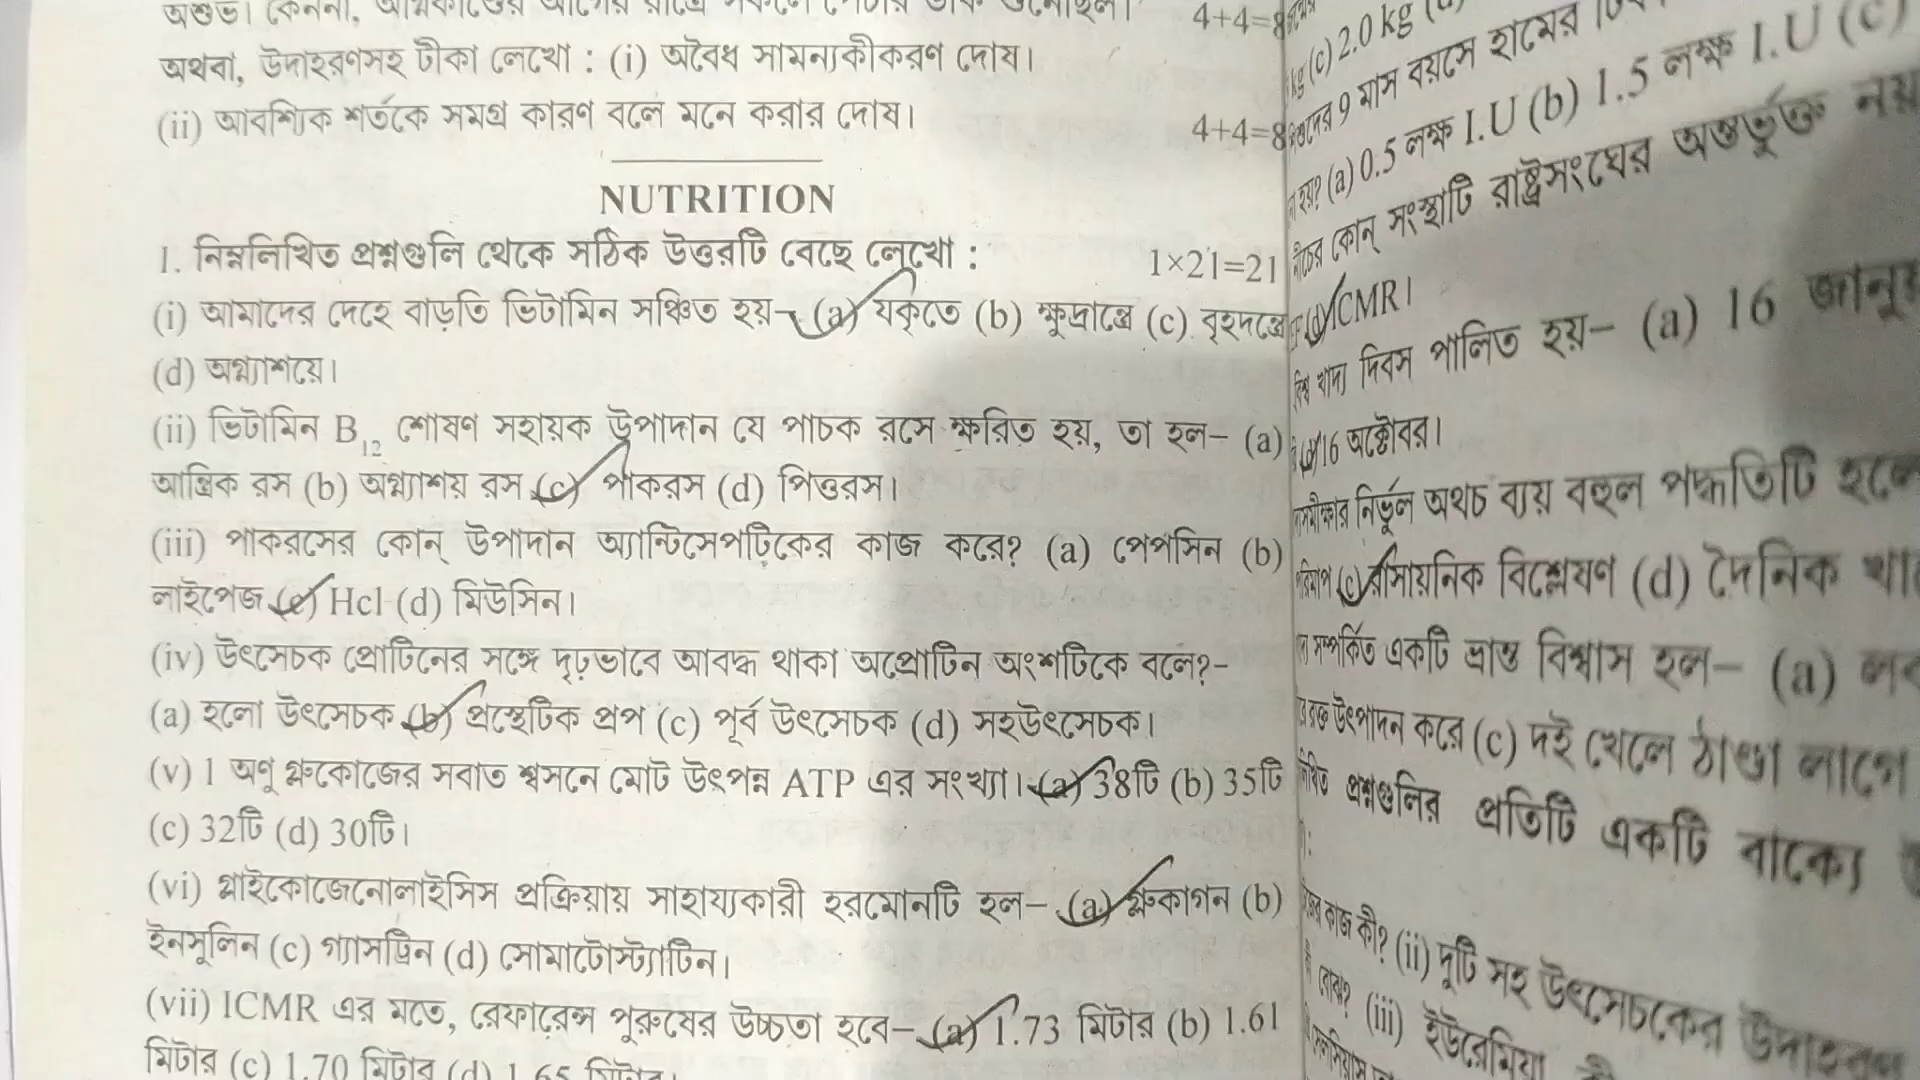 অথবা, উদাহরণসহ টীকা লেখো : (i) অবৈধ সামন্যকীকরণ দোষ।
(ii) আবশ্যিক শর্তকে সমগ্র কারণ বলে মনে করার দোষ।
4+4=8
4+4=8
NUTRITION
1. নিম্নলিখিত প্রশ্নগুলি থেকে সঠিক উত্তরটি বেছে লেখো : 1×21=21
(i) আমাদের দেহে বাড়তি ভিটামিন সঞ্চিত হয়– (a) যকৃতে (b) ক্ষুদ্রান্ত্রে (c) বৃহদন্ত্রে
(d) অগ্ন্যাশয়ে।
(ii) ভিটামিন B12 শোষণ সহায়ক উপাদান যে পাচক রসে ক্ষরিত হয়, তা হল– (a)
আন্ত্রিক রস (b) অগ্ন্যাশয় রস (c) পাকরস (d) পিত্তরস।
(iii) পাকরসের কোন্ উপাদান অ্যান্টিসেপটিকের কাজ করে? (a) পেপসিন (b)
লাইপেজ (c) Hcl (d) মিউসিন।
(iv) উৎসেচক প্রোটিনের সঙ্গে দৃঢ়ভাবে আবদ্ধ থাকা অপ্রোটিন অংশটিকে বলে?–
(a) হলো উৎসেচক (b) প্রস্থেটিক গ্রুপ (c) পূর্ব উৎসেচক (d) সহউৎসেচক।
(v) 1 অণু গ্লুকোজের সবাত শ্বসনে মোট উৎপন্ন ATP এর সংখ্যা। (a) 38টি (b) 35টি
(c) 32টি (d) 30টি।
(vi) গ্লাইকোজেনোলাইসিস প্রক্রিয়ায় সাহায্যকারী হরমোনটি হল– (a) গ্লুকাগন (b)
ইনসুলিন (c) গ্যাসট্রিন (d) সোমাটোস্ট্যাটিন।
(vii) ICMR এর মতে, রেফারেন্স পুরুষের উচ্চতা হবে– (a) 1.73 মিটার (b) 1.61
মিটার (c) 1.70 মিটার (d) 1.65 মিটার।
(c) 2.0 kg
9 মাস বয়সে হামের
হয়? (a) 0.5 লক্ষ I.U (b) 1.5 লক্ষ I.U (c)
কোন্ সংস্থাটি রাষ্ট্রসংঘের অন্তর্ভুক্ত নয়
(d) ICMR।
খাদ্য দিবস পালিত হয়– (a) 16
(d) 16 অক্টোবর।
নির্ভুল অথচ ব্যয় বহুল পদ্ধতিটি
(c) রাসায়নিক বিশ্লেষণ (d) দৈনিক
সম্পর্কিত একটি ভ্রান্ত বিশ্বাস হল– (a)
উৎপাদন করে (c) দই খেলে ঠাণ্ডা লাগে
প্রশ্নগুলির প্রতিটি একটি বাক্যে
কাজ কী? (ii) দুটি সহ উৎসেচকের
(iii) ইউরেমিয়া